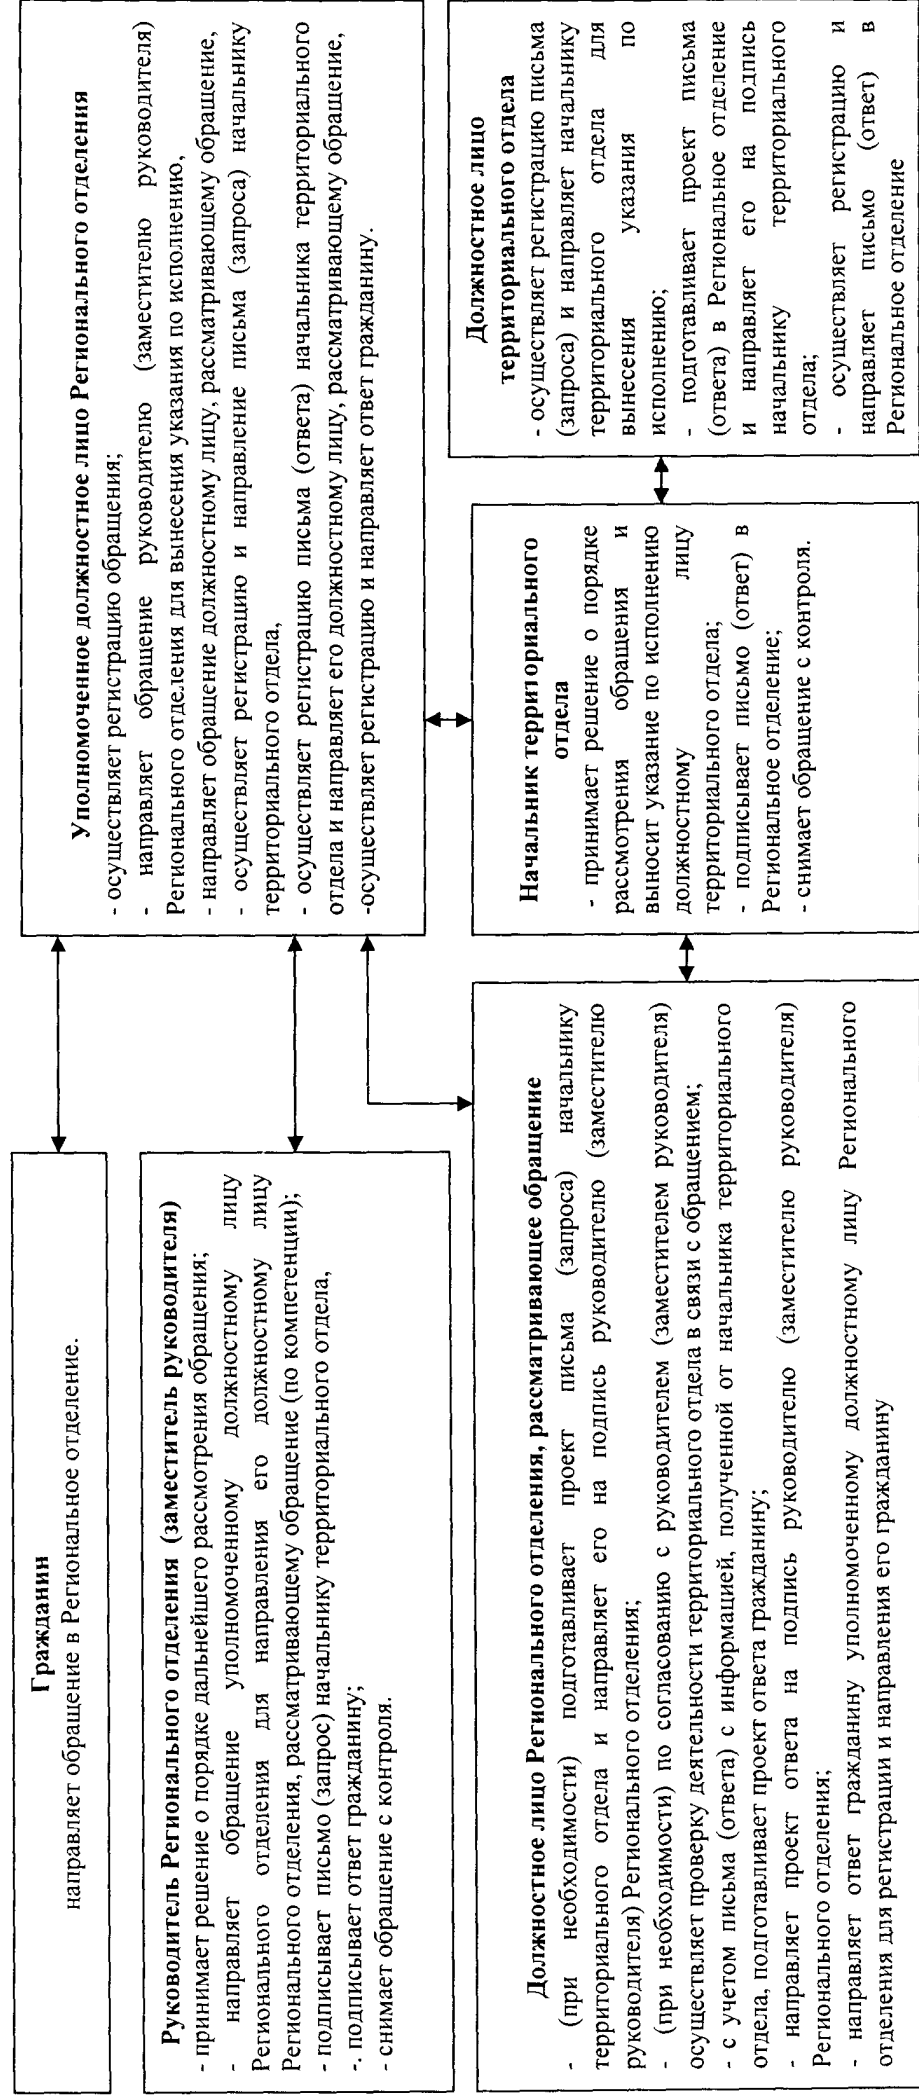 Гражданин
направляет обращение в Региональное отделение.
Уполномоченное должностное лицо Регионального отделения
- осуществляет регистрацию обращения;
- направляет обращение руководителю (заместителю руководителя)
Регионального отделения для вынесения указания по исполнению,
- направляет обращение должностному лицу, рассматривающему обращение,
- осуществляет регистрацию и направление письма (запроса) начальнику
территориального отдела,
- осуществляет регистрацию письма (ответа) начальника территориального
отдела и направляет его должностному лицу, рассматривающему обращение,
-осуществляет регистрацию и направляет ответ гражданину.
Руководитель Регионального отделения (заместитель руководителя)
- принимает решение о порядке дальнейшего рассмотрения обращения;
- направляет обращение уполномоченному должностному лицу
Регионального отделения для направления его должностному лицу
Регионального отделения, рассматривающему обращение (по компетенции);
- подписывает письмо (запрос) начальнику территориального отдела,
-. подписывает ответ гражданину;
- снимает обращение с контроля.
Должностное лицо Регионального отделения, рассматривающее обращение
- (при необходимости) подготавливает проект письма (запроса) начальнику
территориального отдела и направляет его на подпись руководителю (заместителю
руководителя) Регионального отделения;
- (при необходимости) по согласованию с руководителем (заместителем руководителя)
осуществляет проверку деятельности территориального отдела в связи с обращением;
- с учетом письма (ответа) с информацией, полученной от начальника территориального
отдела, подготавливает проект ответа гражданину;
- направляет проект ответа на подпись руководителю (заместителю руководителя)
Регионального отделения;
- направляет ответ гражданину уполномоченному должностному лицу Регионального
отделения для регистрации и направления его гражданину
Начальник территориального
отдела
- принимает решение о порядке
рассмотрения обращения и
выносит указание по исполнению
должностному лицу
территориального отдела;
- подписывает письмо (ответ) в
Региональное отделение;
- снимает обращение с контроля.
Должностное лицо
территориального отдела
- осуществляет регистрацию письма
(запроса) и направляет начальнику
территориального отдела для
вынесения указания по
исполнению;
- подготавливает проект письма
(ответа) в Региональное отделение
и направляет его на подпись
начальнику территориального
отдела;
- осуществляет регистрацию и
направляет письмо (ответ) в
Региональное отделение